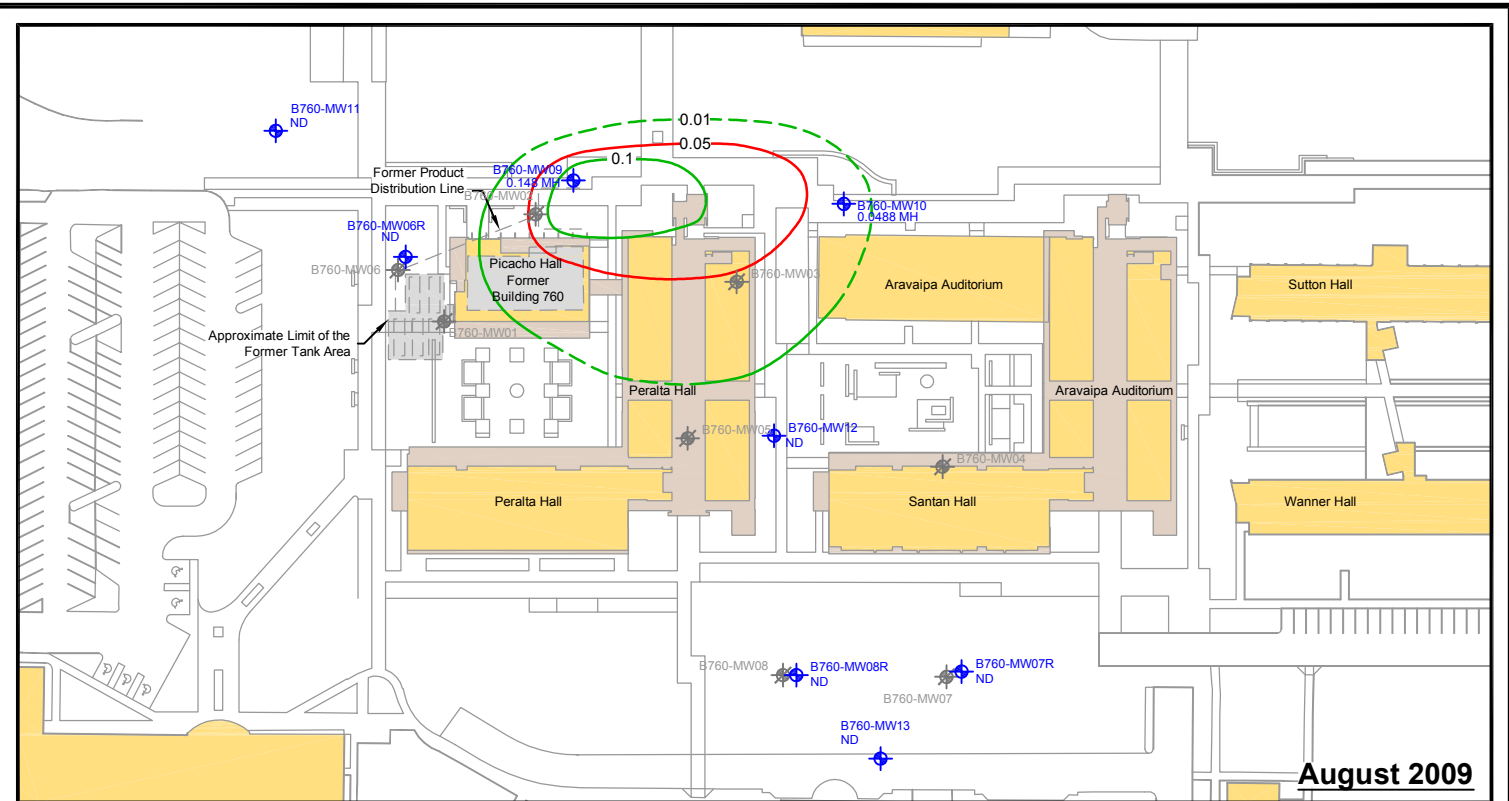 B760-MW11
ND
0.01
0.05
0.1
Former Product
Distribution Line
B760-MW09
0.148 MH
B760-MW02
B760-MW10
0.0488 MH
B760-MW06R
ND
B760-MW06
Picacho Hall
Former
Building 760
B760-MW03
Aravaipa Auditorium
Sutton Hall
Approximate Limit of the
Former Tank Area
B760-MW01
Peralta Hall
Aravaipa Auditorium
B760-MW05
B760-MW12
ND
B760-MW04
Peralta Hall
Santan Hall
Wanner Hall
B760-MW08
B760-MW08R
ND
B760-MW07R
ND
B760-MW07
B760-MW13
ND
August 2009